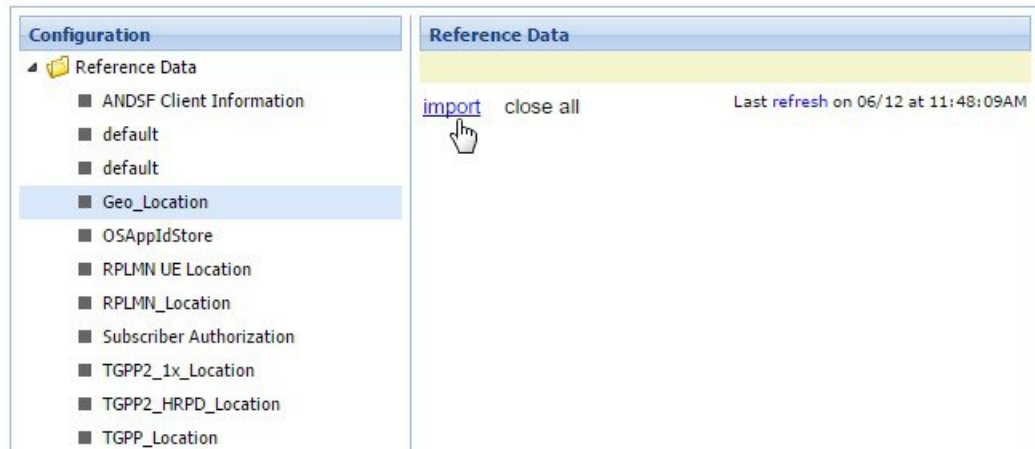 Configuration
Reference Data
ANDSF Client Information
default
default
Geo_Location
OSAppIdStore
RPLMN UE Location
RPLMN_Location
Subscriber Authorization
TGPP2_1x_Location
TGPP2_HRPD_Location
TGPP_Location
Reference Data
import close all Last refresh on 06/12 at 11:48:09AM